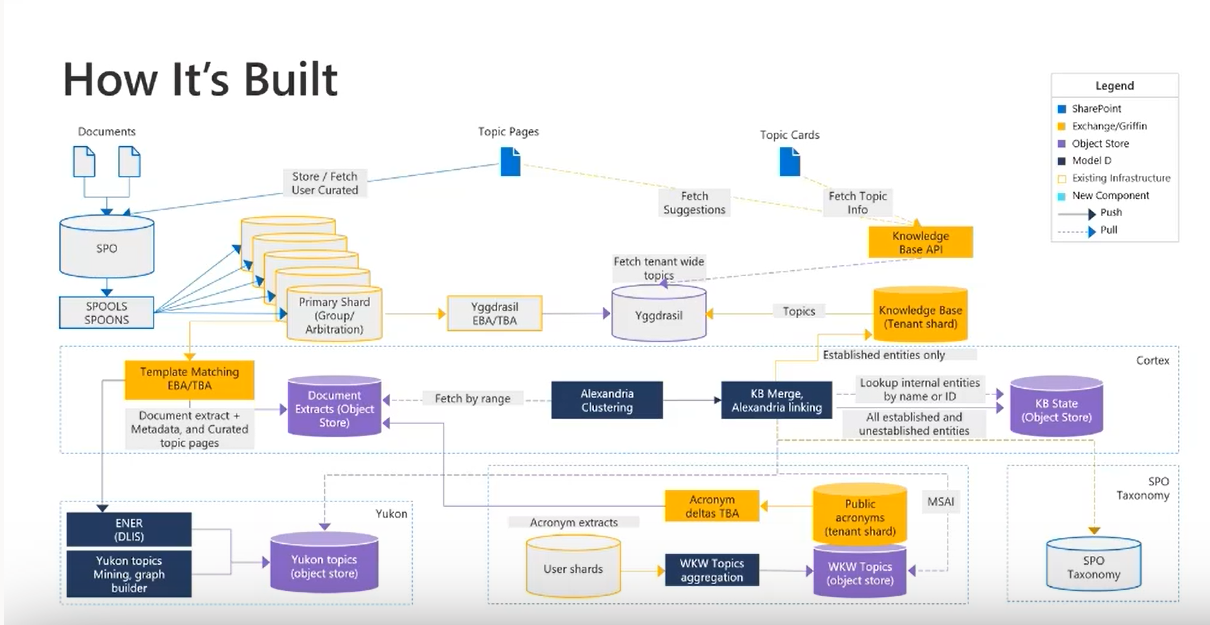 How It's Built
Legend
SharePoint
Exchange/Griffin
Object Store
Model D
Existing Infrastructure
New Component
Push
Pull
Documents
Topic Pages
Topic Cards
Store / Fetch
User Curated
Fetch
Suggestions
Fetch Topic
Info
SPO
Knowledge
Base API
Fetch tenant wide
topics
SPOOLS
SPOONS
Primary Shard
(Group/
Arbitration)
Yggdrasil
EBA/TBA
Yggdrasil
Topics
Knowledge Base
(Tenant shard)
Established entities only
Cortex
Template Matching
EBA/TBA
Document extract +
Metadata, and Curated
topic pages
Document
Extracts (Object
Store)
Fetch by range
Alexandria
Clustering
KB Merge,
Alexandria linking
Lookup internal entities
by name or ID
All established and
unestablished entities
KB State
(Object Store)
Yukon
ENER
(DLIS)
Yukon topics
Mining, graph
builder
Yukon topics
(object store)
Acronym extracts
User shards
Acronym
deltas TBA
WKW Topics
aggregation
Public
acronyms
(tenant shard)
WKW Topics
(object store)
MSAI
SPO
Taxonomy
SPO
Taxonomy